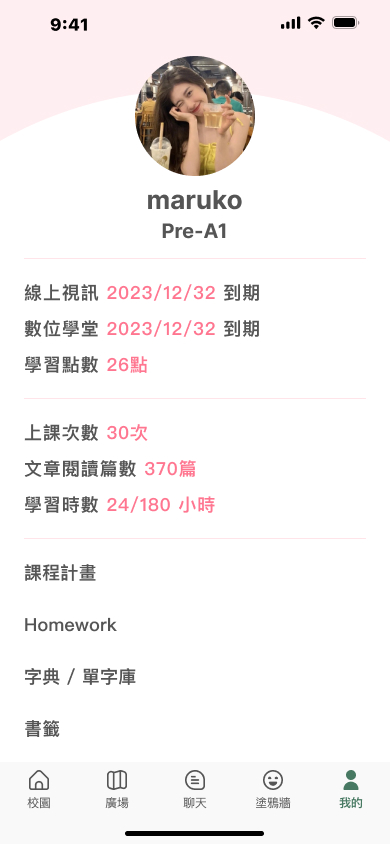 9:41
maruko
Pre-A1
線上視訊 2023/12/32 到期
數位學堂 2023/12/32 到期
學習點數 26點
上課次數 30次
文章閱讀篇數 370篇
學習時數 24/180 小時
課程計畫
Homework
字典 / 單字庫
書籤
校園
廣場
聊天
塗鴉牆
我的